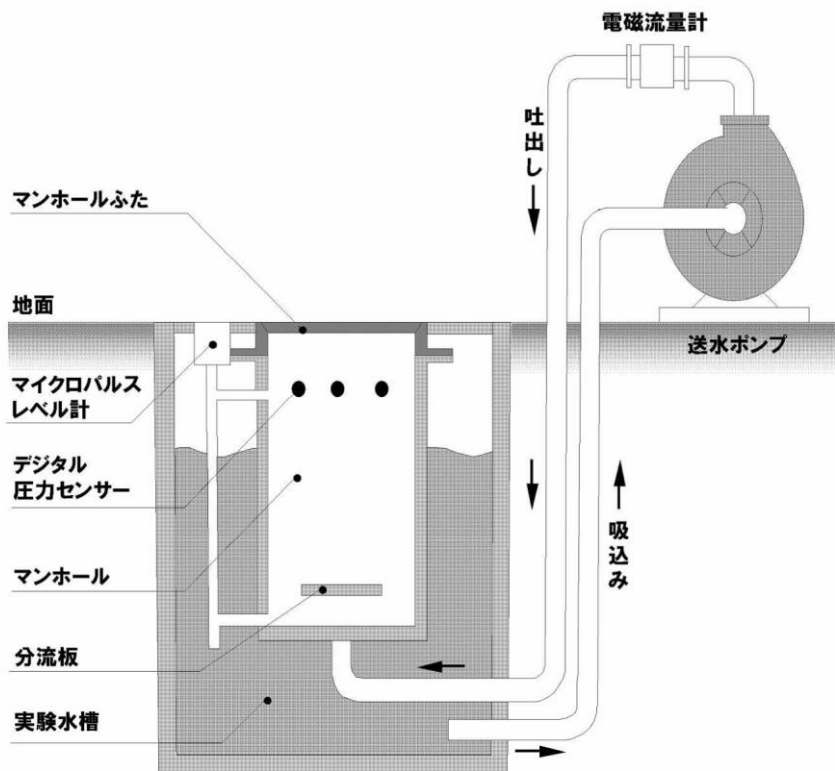 電磁流量計
吐出し
マンホールふた
地面
送水ポンプ
マイクロパルス
レベル計
デジタル
圧力センサー
吸込み
マンホール
分流板
実験水槽